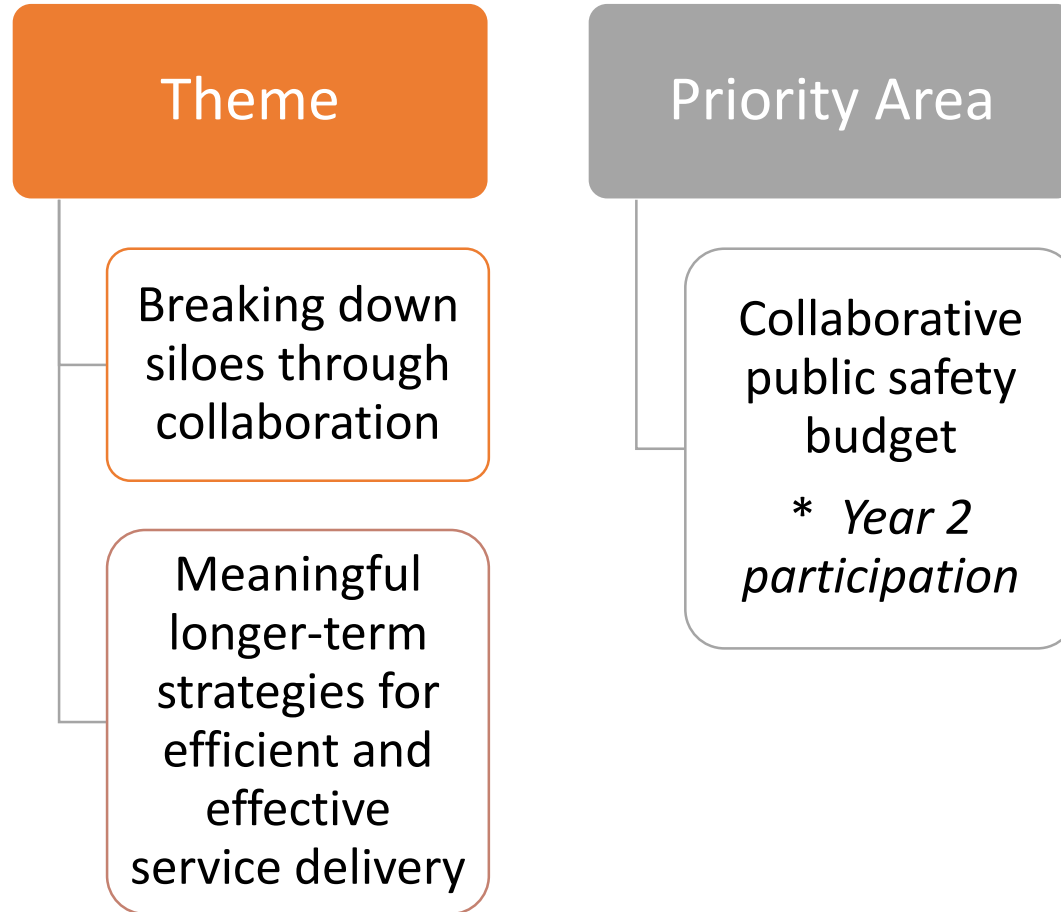 Theme
Breaking down
siloes through
collaboration
Meaningful
longer-term
strategies for
efficient and
effective
service delivery
Priority Area
Collaborative
public safety
budget
* Year 2
participation